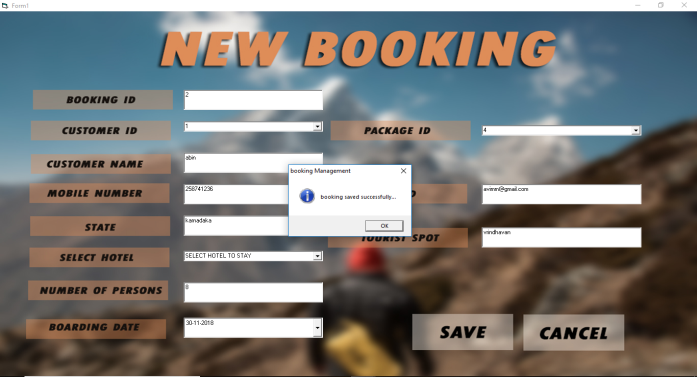 Form1
NEW BOOKING
BOOKING ID 2
CUSTOMER ID 1 PACKAGE ID 4
CUSTOMER NAME abin
booking Management
MOBILE NUMBER 258741236 avimn@gmail.com
booking saved successfully...
OK
STATE karnadaka TOURIST SPOT vrindhavan
SELECT HOTEL SELECT HOTEL TO STAY
NUMBER OF PERSONS 8
BOARDING DATE 30-11-2018
SAVE CANCEL